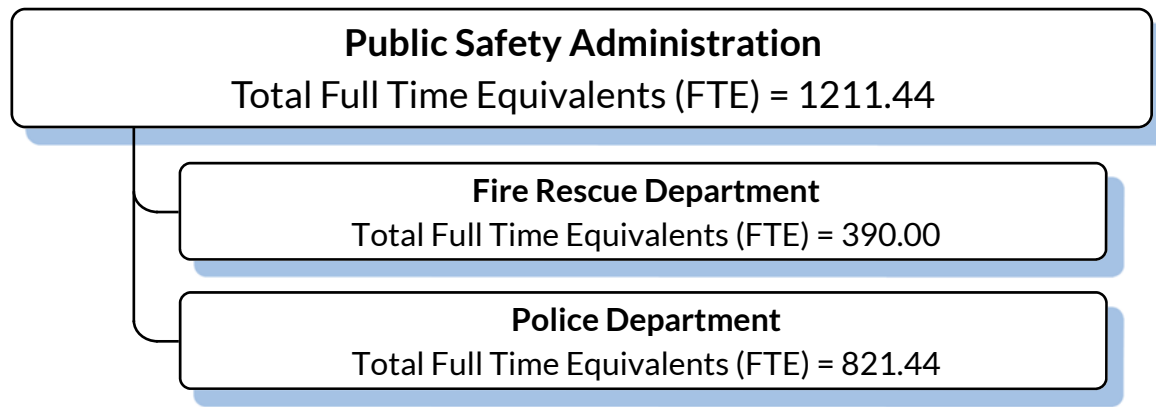 Public Safety Administration
Total Full Time Equivalents (FTE) = 1211.44
Fire Rescue Department
Total Full Time Equivalents (FTE) = 390.00
Police Department
Total Full Time Equivalents (FTE) = 821.44